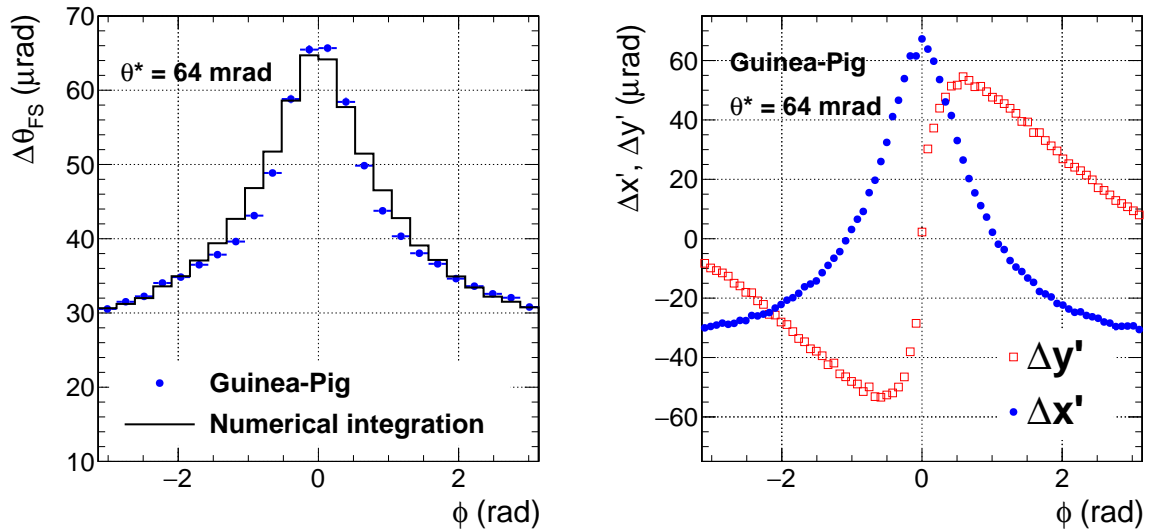 70
60
50
40
30
20
10
Δθ_FS (μrad)
θ* = 64 mrad
Guinea-Pig
Numerical integration
−2
0
2
ϕ (rad)
60
40
20
0
−20
−40
−60
Δx', Δy' (μrad)
Guinea-Pig
θ* = 64 mrad
Δy'
Δx'
−2
0
2
ϕ (rad)